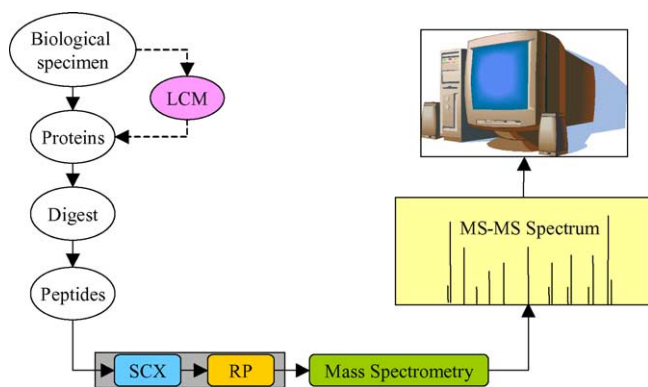 Biological
specimen
LCM
Proteins
Digest
Peptides
SCX
RP
Mass Spectrometry
MS-MS Spectrum